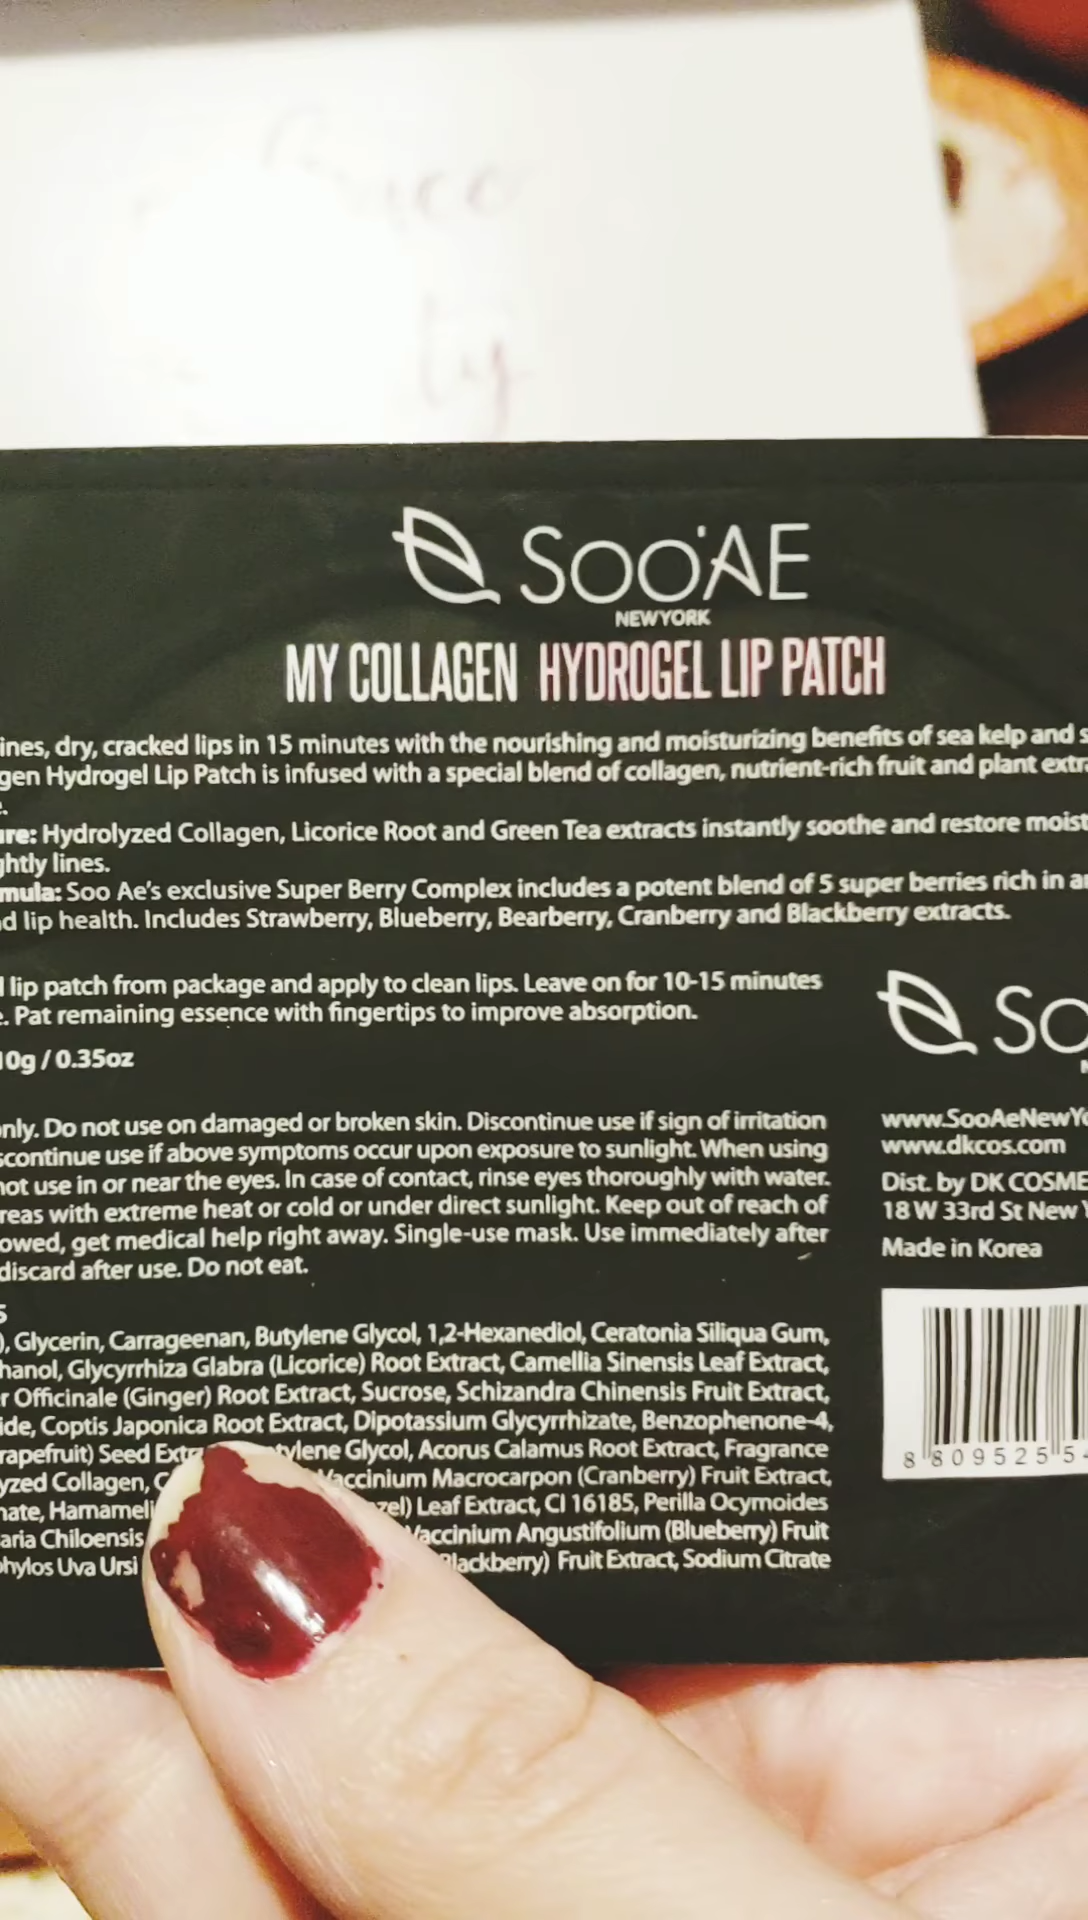 SOO'AE
NEW YORK
MY COLLAGEN HYDROGEL LIP PATCH
ines, dry, cracked lips in 15 minutes with the nourishing and moisturizing benefits of sea kelp and s
gen Hydrogel Lip Patch is infused with a special blend of collagen, nutrient-rich fruit and plant extra
e.
ure: Hydrolyzed Collagen, Licorice Root and Green Tea extracts instantly soothe and restore moist
ghtly lines.
mula: Soo Ae's exclusive Super Berry Complex includes a potent blend of 5 super berries rich in a
d lip health. Includes Strawberry, Blueberry, Bearberry, Cranberry and Blackberry extracts.
l lip patch from package and apply to clean lips. Leave on for 10-15 minutes
e. Pat remaining essence with fingertips to improve absorption.
10g / 0.35oz
only. Do not use on damaged or broken skin. Discontinue use if sign of irritation
scontinue use if above symptoms occur upon exposure to sunlight. When using
not use in or near the eyes. In case of contact, rinse eyes thoroughly with water.
reas with extreme heat or cold or under direct sunlight. Keep out of reach of
owed, get medical help right away. Single-use mask. Use immediately after
discard after use. Do not eat.
S
), Glycerin, Carrageenan, Butylene Glycol, 1,2-Hexanediol, Ceratonia Siliqua Gum,
hanol, Glycyrrhiza Glabra (Licorice) Root Extract, Camellia Sinensis Leaf Extract,
r Officinale (Ginger) Root Extract, Sucrose, Schizandra Chinensis Fruit Extract,
ide, Coptis Japonica Root Extract, Dipotassium Glycyrrhizate, Benzophenone-4,
rapefruit) Seed Extr tylene Glycol, Acorus Calamus Root Extract, Fragrance
yzed Collagen, C Vaccinium Macrocarpon (Cranberry) Fruit Extract,
nate, Hamameli zel) Leaf Extract, CI 16185, Perilla Ocymoides
aria Chiloensis Vaccinium Angustifolium (Blueberry) Fruit
phylos Uva Ursi Blackberry) Fruit Extract, Sodium Citrate
SO
www.SooAeNewYo
www.dkcos.com
Dist. by DK COSME
18 W 33rd St New Y
Made in Korea
8 809525 54